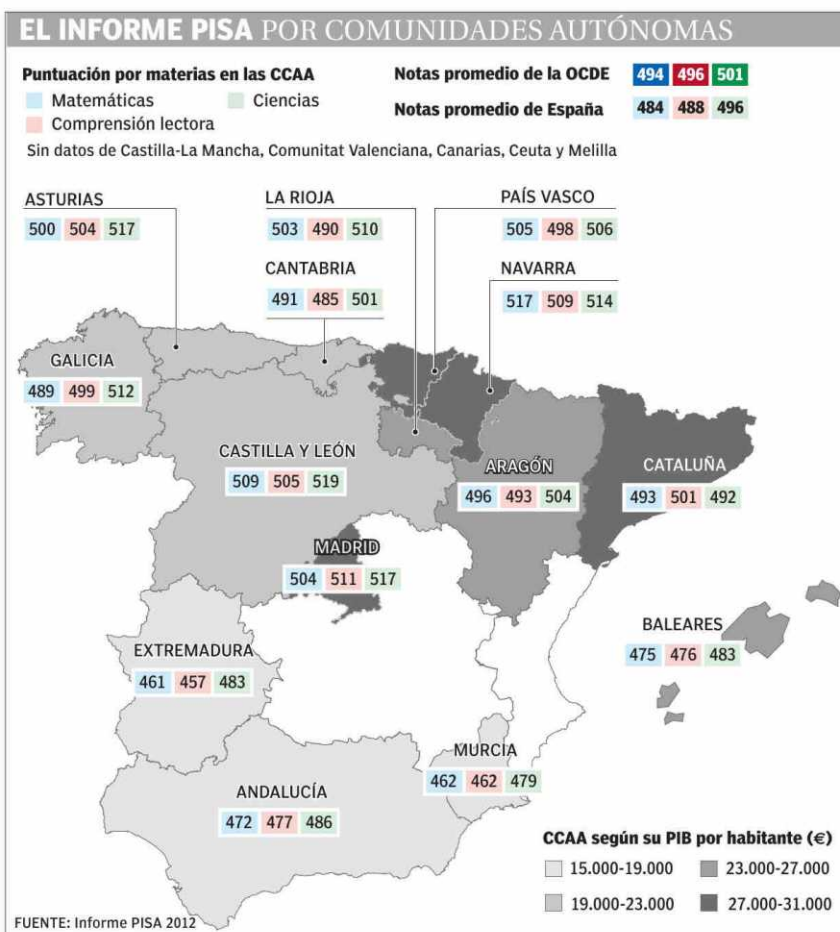 EL INFORME PISA POR COMUNIDADES AUTÓNOMAS
Puntuación por materias en las CCAA
Matemáticas
Ciencias
Comprensión lectora
Notas promedio de la OCDE 494 496 501
Notas promedio de España 484 488 496
Sin datos de Castilla-La Mancha, Comunitat Valenciana, Canarias, Ceuta y Melilla
ASTURIAS
500 504 517
LA RIOJA
503 490 510
PAÍS VASCO
505 498 506
CANTABRIA
491 485 501
NAVARRA
517 509 514
GALICIA
489 499 512
CASTILLA Y LEÓN
509 505 519
ARAGÓN
496 493 504
CATALUÑA
493 501 492
MADRID
504 511 517
BALEARES
475 476 483
EXTREMADURA
461 457 483
MURCIA
462 462 479
ANDALUCÍA
472 477 486
CCAA según su PIB por habitante (€)
15.000-19.000
23.000-27.000
19.000-23.000
27.000-31.000
FUENTE: Informe PISA 2012